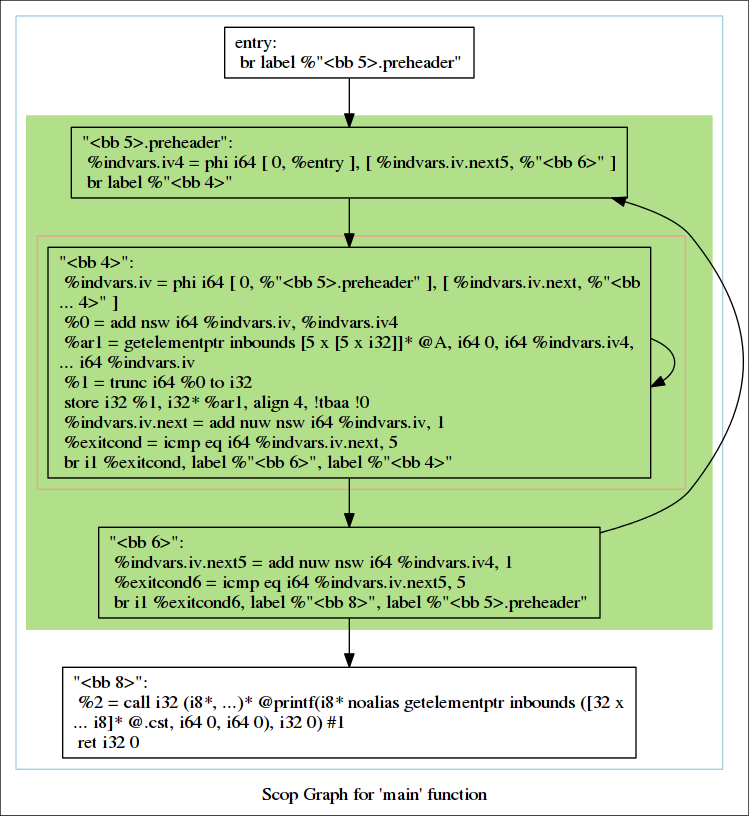 entry:
br label %"<bb 5>.preheader"
"<bb 5>.preheader":
%indvars.iv4 = phi i64 [ 0, %entry ], [ %indvars.iv.next5, %"<bb 6>" ]
br label %"<bb 4>"
"<bb 4>":
%indvars.iv = phi i64 [ 0, %"<bb 5>.preheader" ], [ %indvars.iv.next, %"<bb
... 4>" ]
%0 = add nsw i64 %indvars.iv, %indvars.iv4
%ar1 = getelementptr inbounds [5 x [5 x i32]]* @A, i64 0, i64 %indvars.iv4,
... i64 %indvars.iv
%1 = trunc i64 %0 to i32
store i32 %1, i32* %ar1, align 4, !tbaa !0
%indvars.iv.next = add nuw nsw i64 %indvars.iv, 1
%exitcond = icmp eq i64 %indvars.iv.next, 5
br i1 %exitcond, label %"<bb 6>", label %"<bb 4>"
"<bb 6>":
%indvars.iv.next5 = add nuw nsw i64 %indvars.iv4, 1
%exitcond6 = icmp eq i64 %indvars.iv.next5, 5
br i1 %exitcond6, label %"<bb 8>", label %"<bb 5>.preheader"
"<bb 8>":
%2 = call i32 (i8*, ...)* @printf(i8* noalias getelementptr inbounds ([32 x
... i8]* @.cst, i64 0, i64 0), i32 0) #1
ret i32 0
Scop Graph for 'main' function